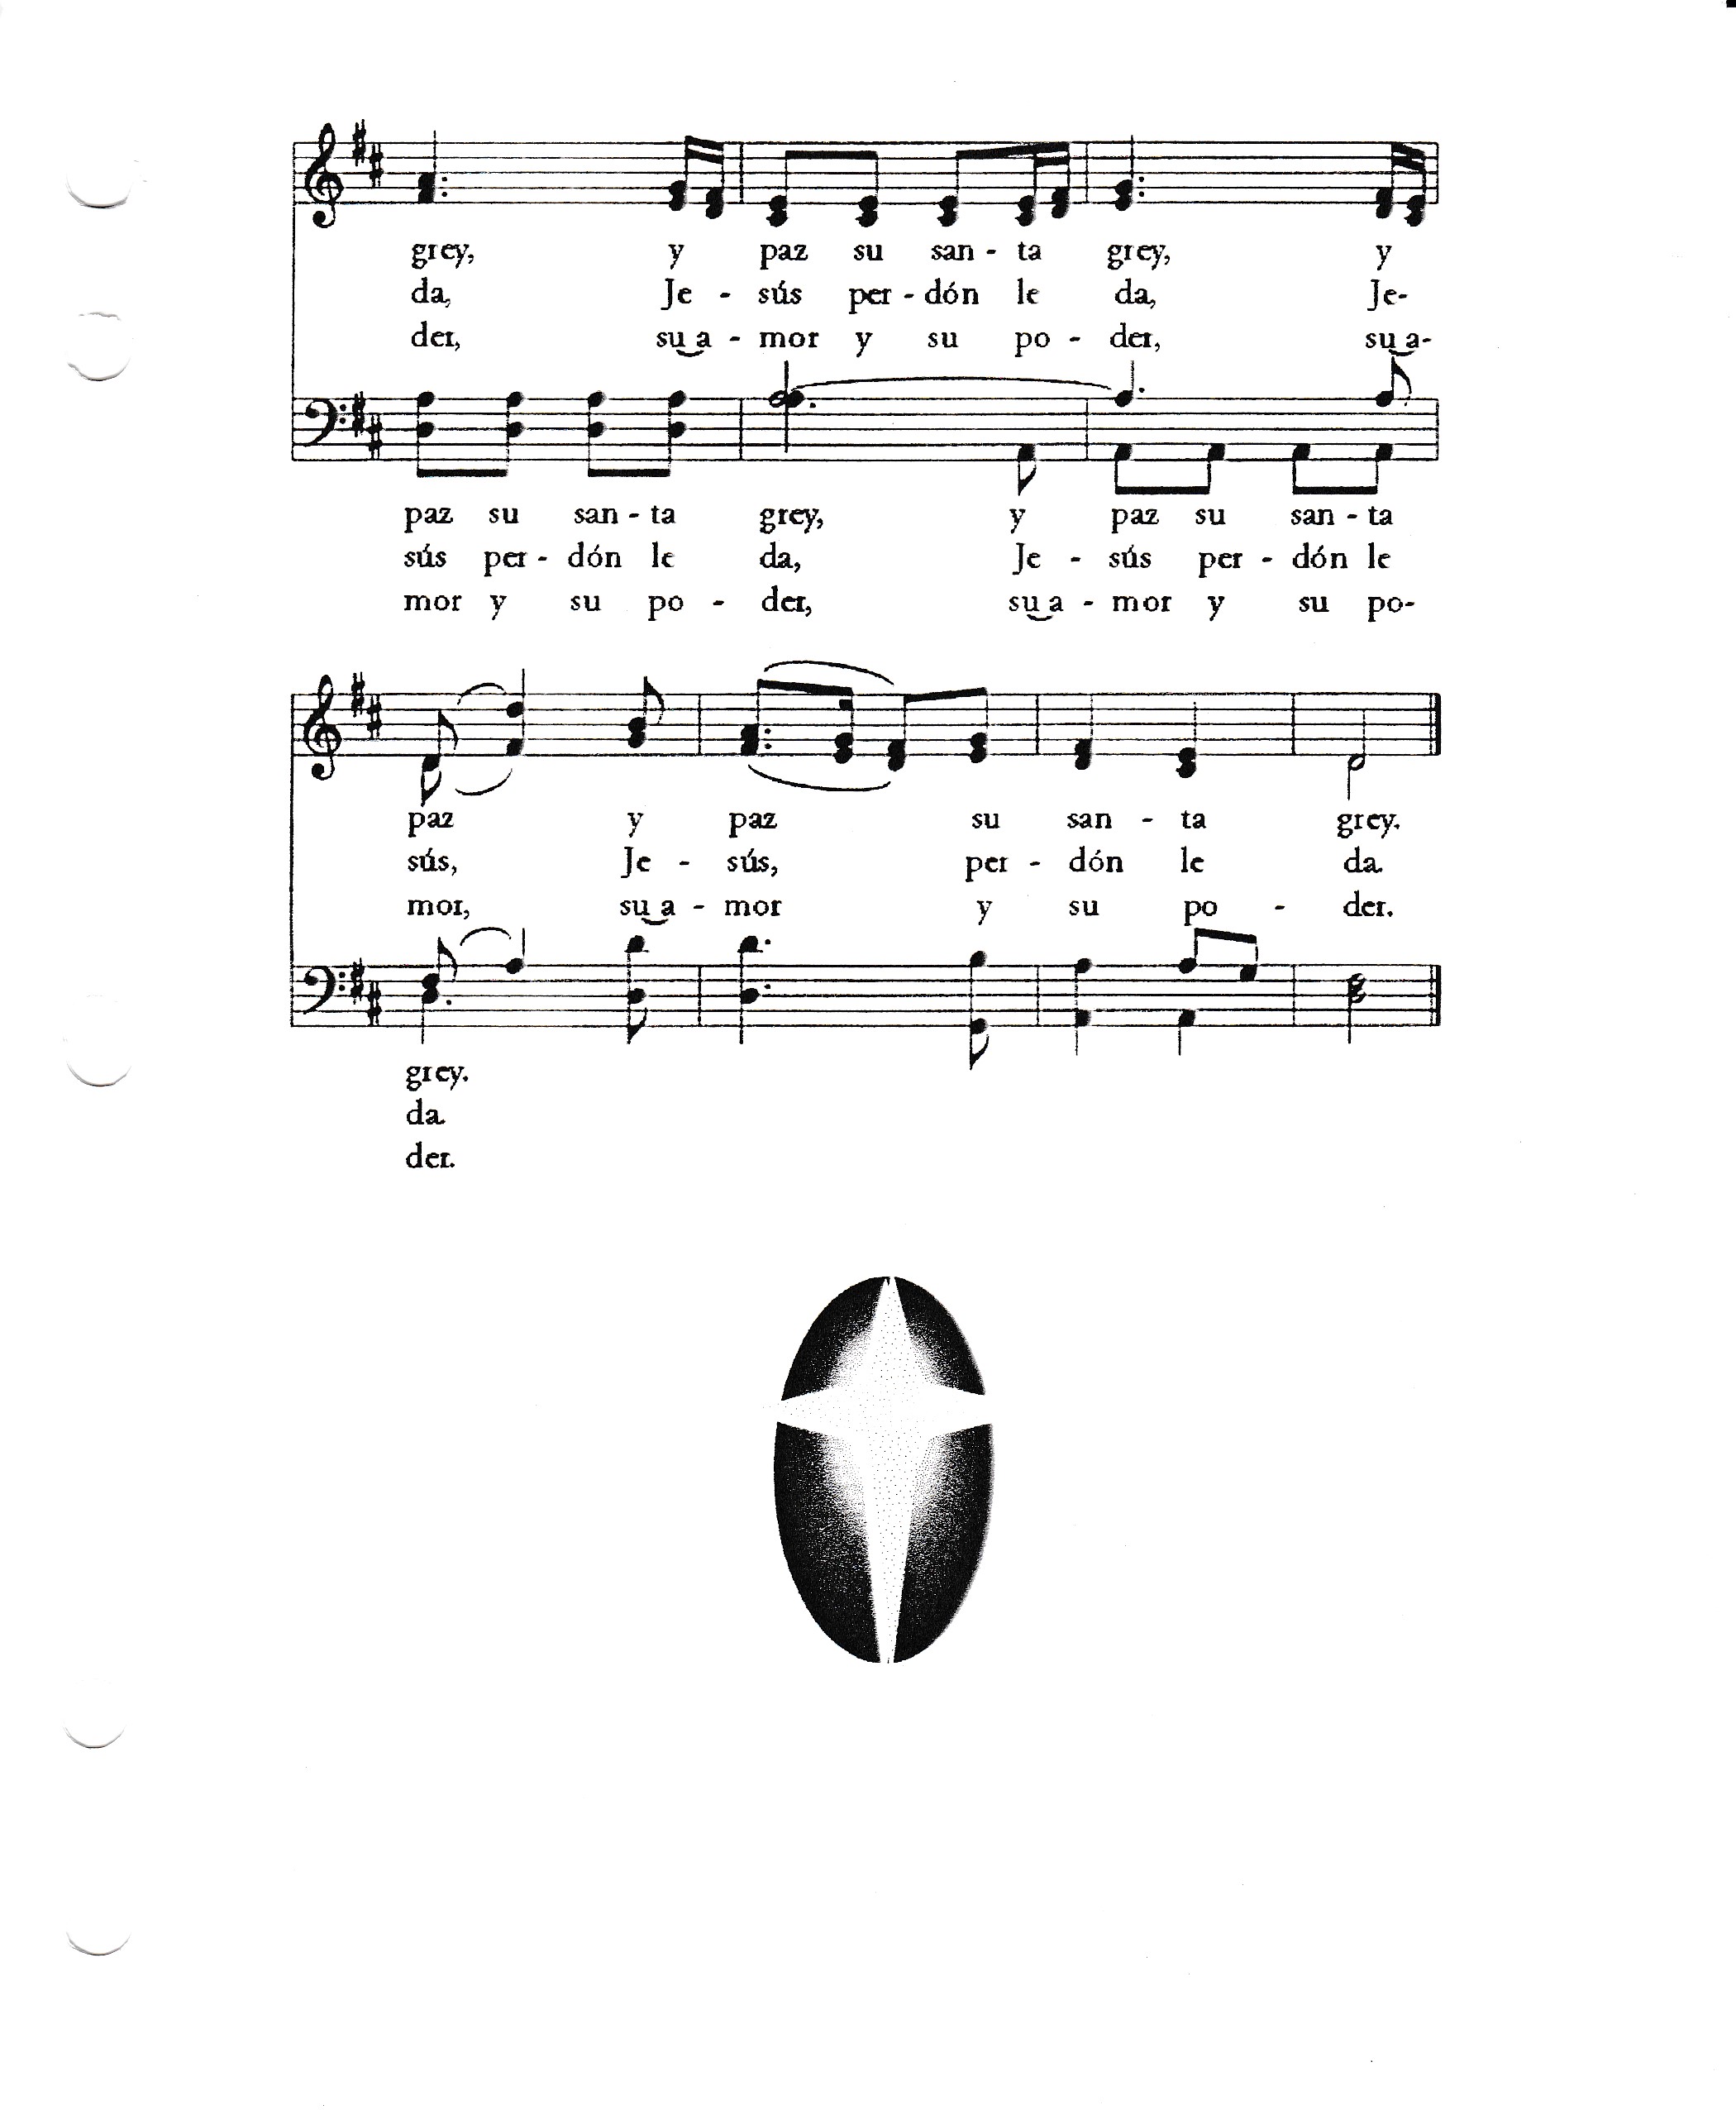 grey, y paz su san - ta grey, y
da, Je - sús per - dón le da, Je-
der, su a - mor y su po - der, su a-
paz su san - ta grey, y paz su san - ta
sús per - dón le da, Je - sús per - dón le
mor y su po - der, su a - mor y su po-
paz y paz su san - ta grey.
sús, Je - sús, per - dón le da.
mor, su a - mor y su po - der.
grey.
da.
der.